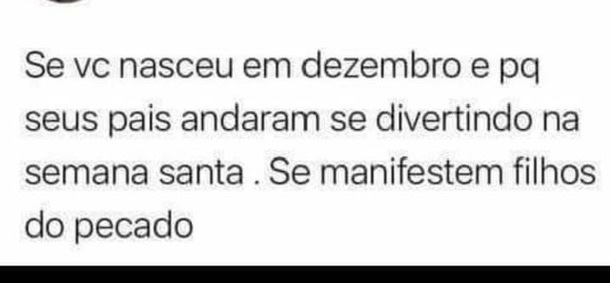 Se vc nasceu em dezembro e pq
seus pais andaram se divertindo na
semana santa . Se manifestem filhos
do pecado